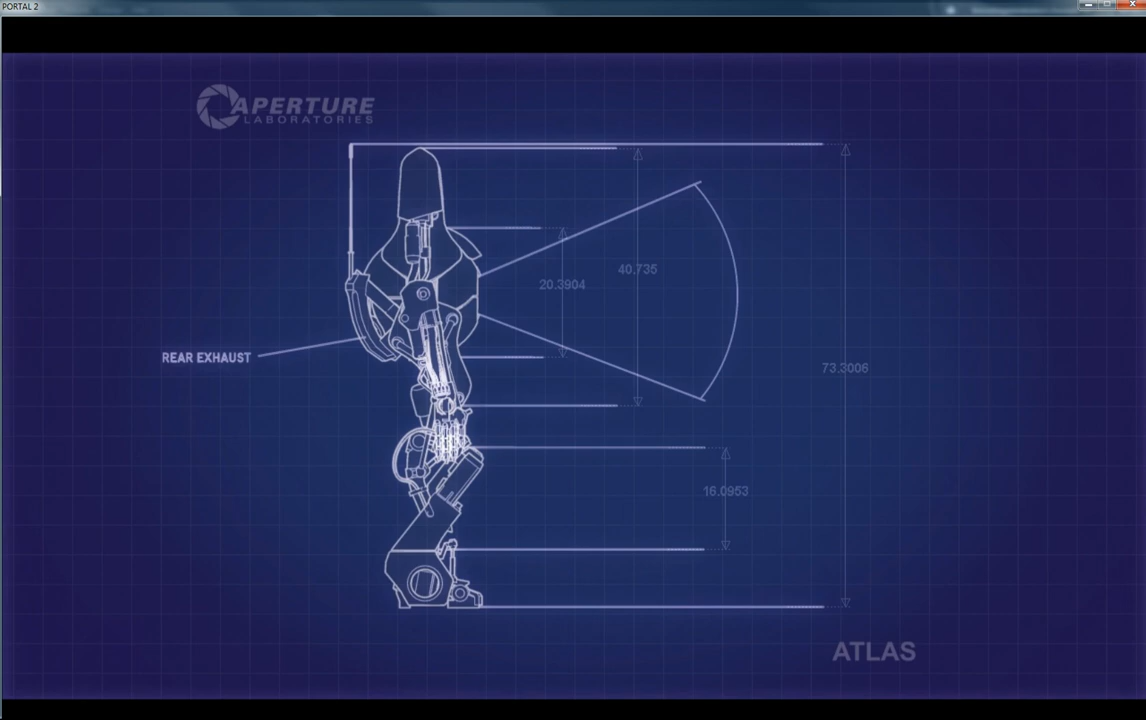 PORTAL 2
APERTURE
LABORATORIES
40.735
20.3904
REAR EXHAUST
73.3006
16.0953
ATLAS